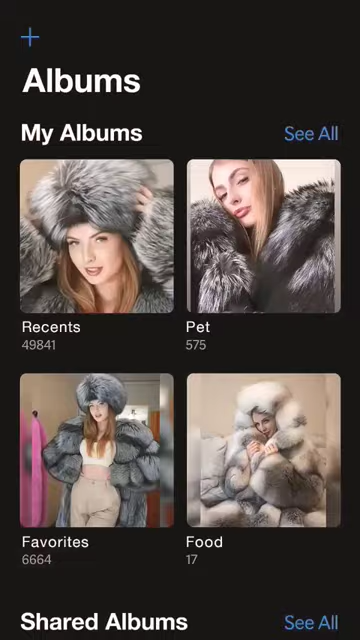 +
Albums
My Albums See All
Recents Pet
49841 575
Favorites Food
6664 17
Shared Albums See All